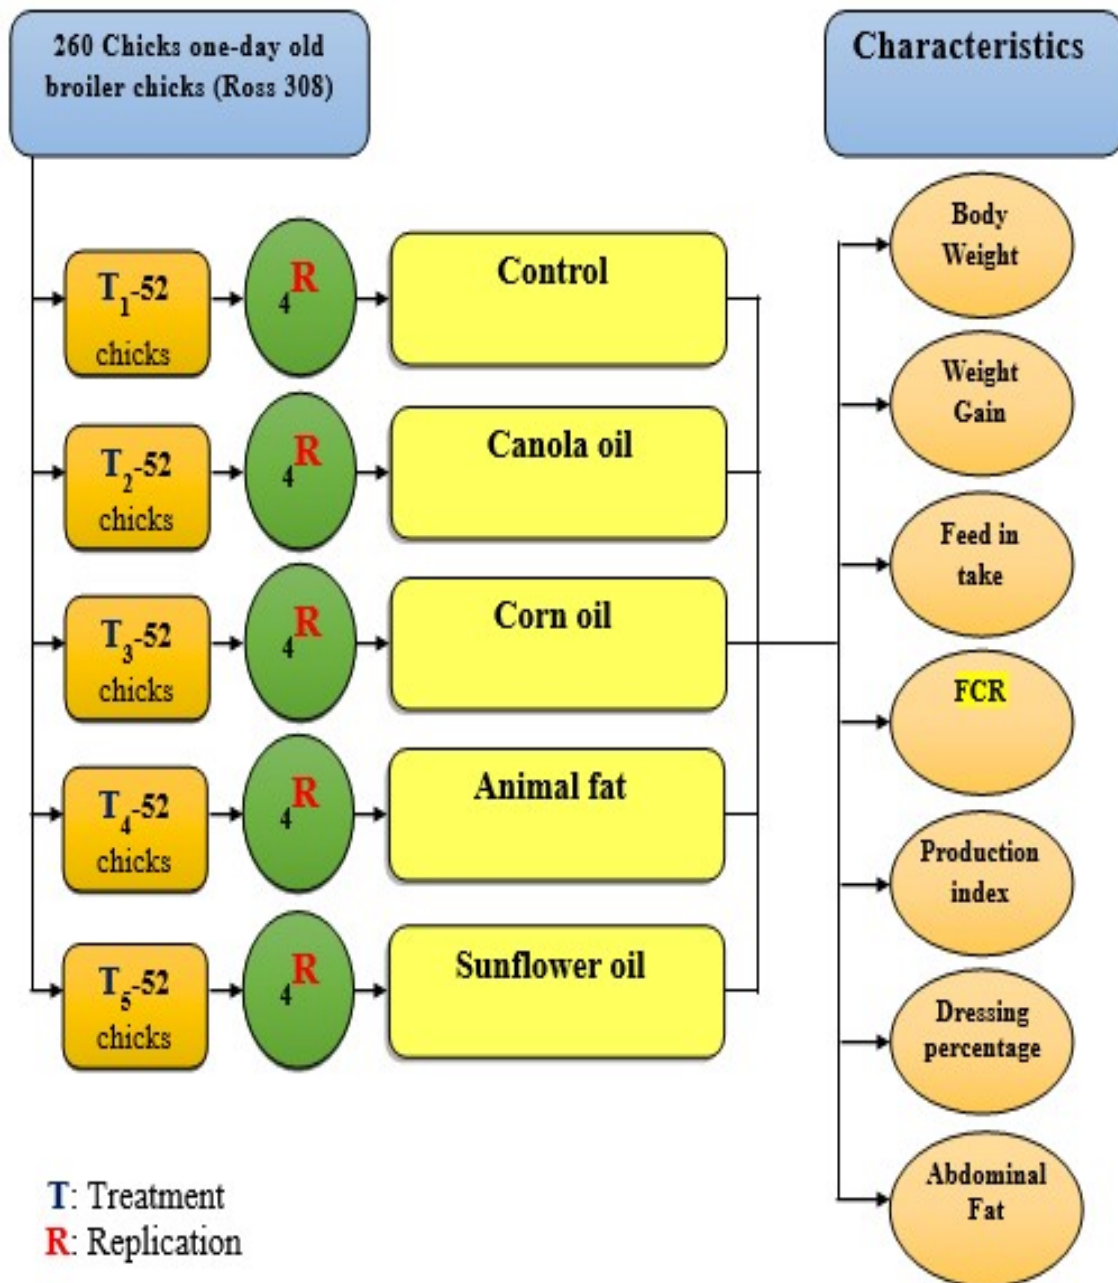 260 Chicks one-day old
broiler chicks (Ross 308)
Characteristics
T1-52
chicks
4R
Control
T2-52
chicks
4R
Canola oil
T3-52
chicks
4R
Corn oil
T4-52
chicks
4R
Animal fat
T5-52
chicks
4R
Sunflower oil
Body
Weight
Weight
Gain
Feed in
take
FCR
Production
index
Dressing
percentage
Abdominal
Fat
T: Treatment
R: Replication